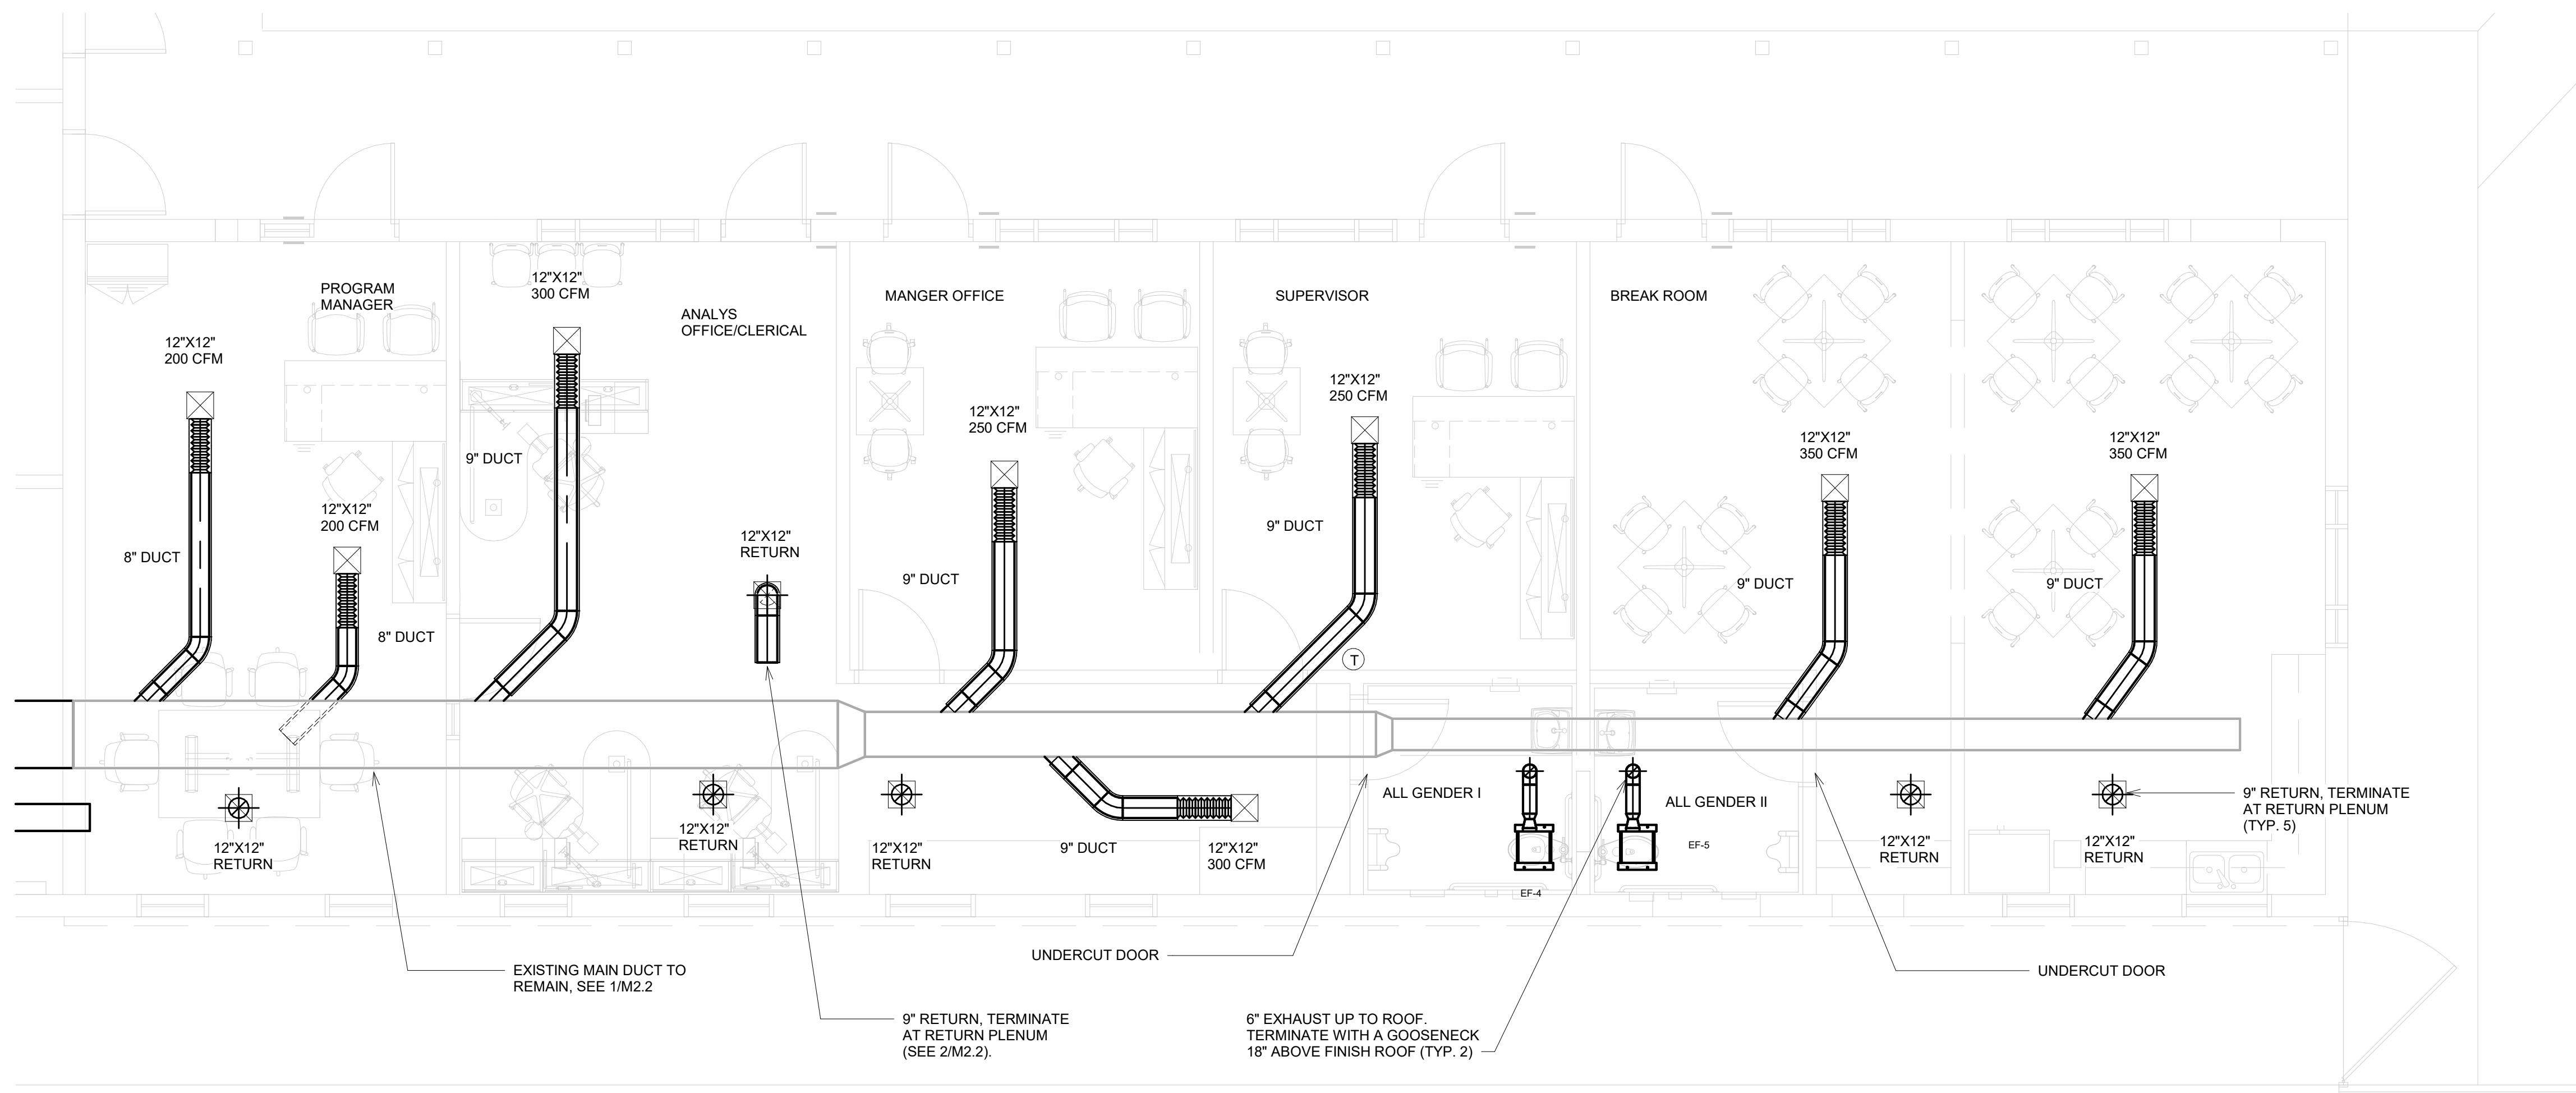 PROGRAM
MANAGER
12"X12"
300 CFM
ANALYS
OFFICE/CLERICAL
MANGER OFFICE
SUPERVISOR
BREAK ROOM
12"X12"
200 CFM
12"X12"
250 CFM
12"X12"
250 CFM
12"X12"
350 CFM
12"X12"
350 CFM
9" DUCT
12"X12"
200 CFM
8" DUCT
12"X12"
RETURN
9" DUCT
9" DUCT
9" DUCT
9" DUCT
8" DUCT
T
ALL GENDER I
ALL GENDER II
9" RETURN, TERMINATE
AT RETURN PLENUM
(TYP. 5)
12"X12"
RETURN
12"X12"
RETURN
12"X12"
RETURN
9" DUCT
12"X12"
300 CFM
EF-4
EF-5
12"X12"
RETURN
12"X12"
RETURN
UNDERCUT DOOR
EXISTING MAIN DUCT TO
REMAIN, SEE 1/M2.2
UNDERCUT DOOR
9" RETURN, TERMINATE
AT RETURN PLENUM
(SEE 2/M2.2).
6" EXHAUST UP TO ROOF.
TERMINATE WITH A GOOSENECK
18" ABOVE FINISH ROOF (TYP. 2)